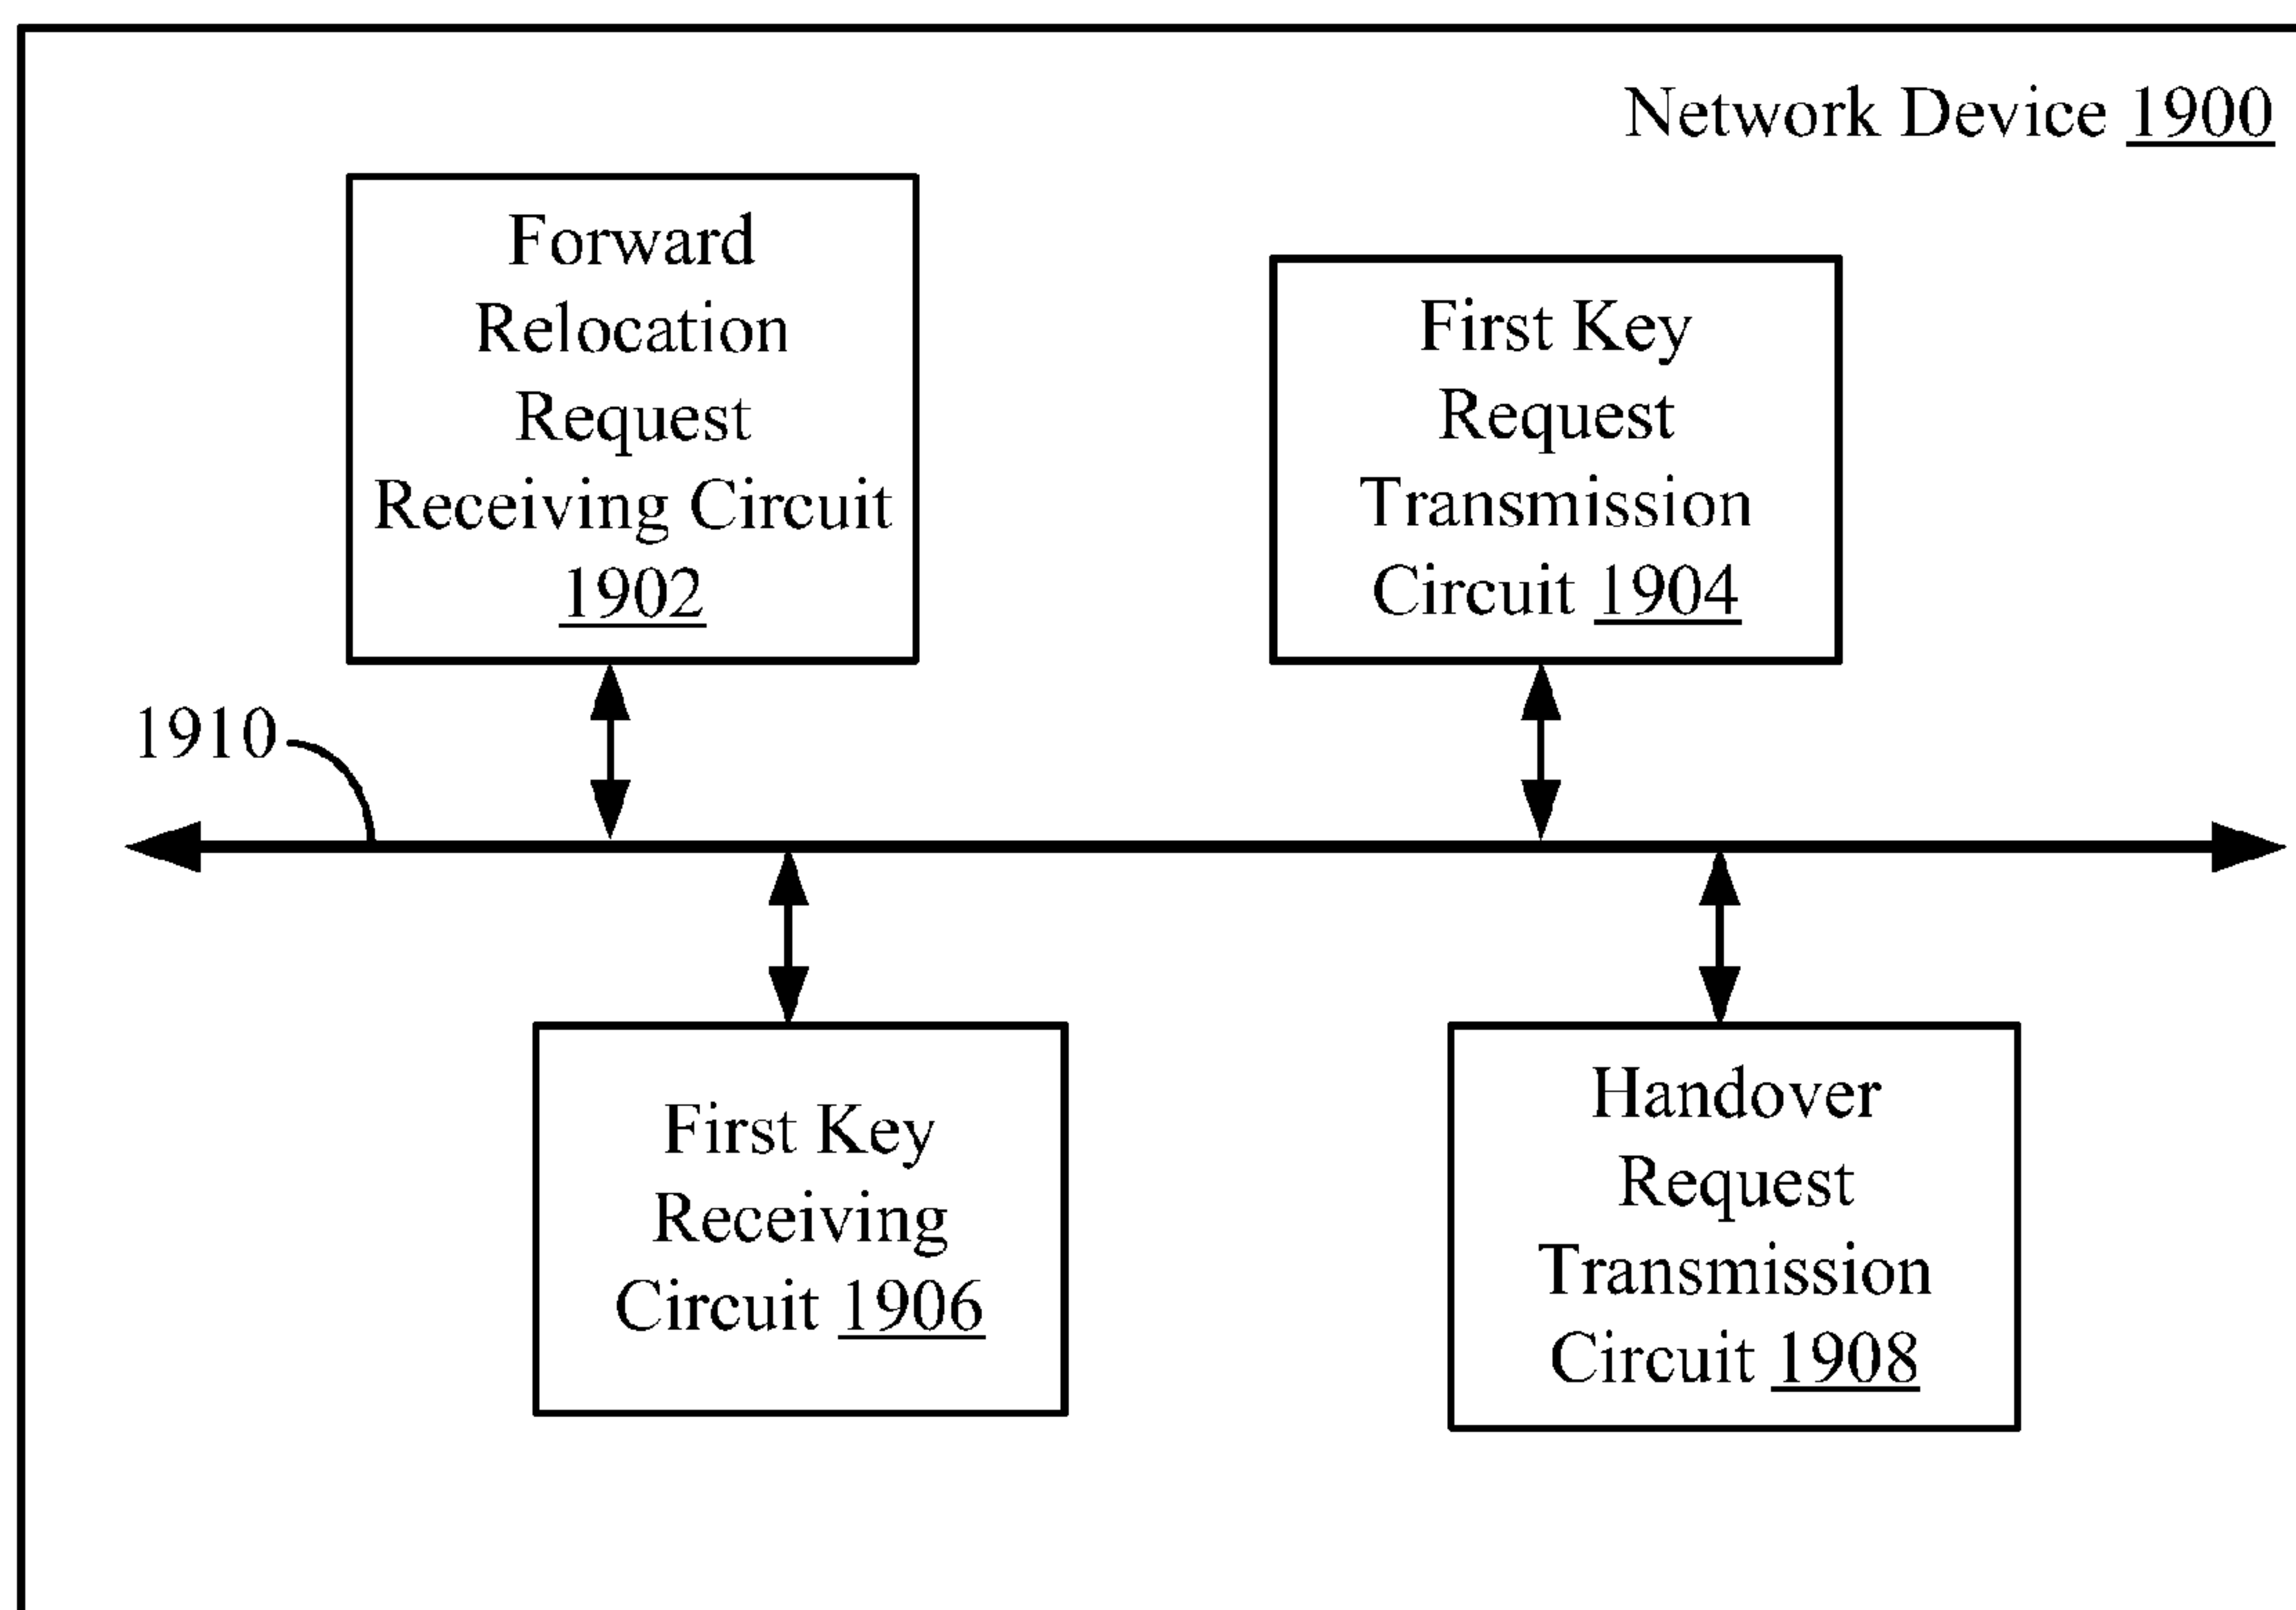 Network Device 1900
Forward
Relocation
Request
Receiving Circuit
1902
First Key
Request
Transmission
Circuit 1904
1910
First Key
Receiving
Circuit 1906
Handover
Request
Transmission
Circuit 1908